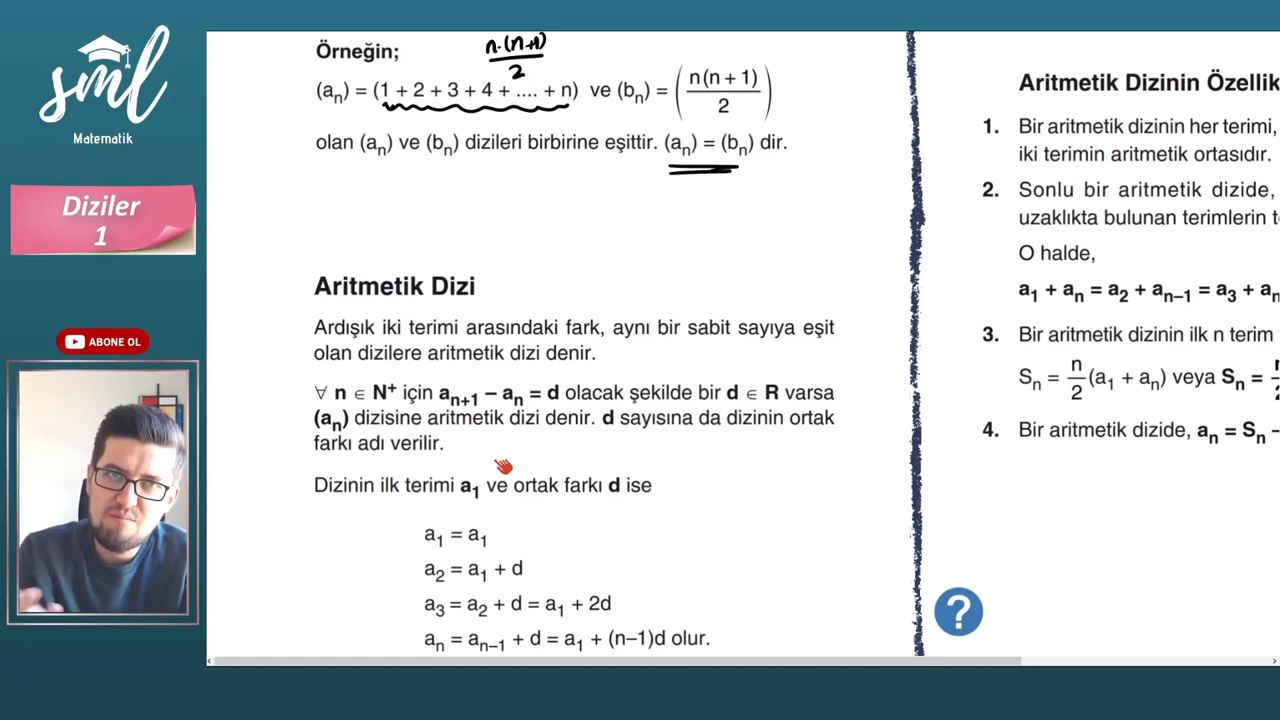 sml
Matematik
Diziler
1
ABONE OL
Örneğin;
n.(n+1)
2
(aₙ) = (1 + 2 + 3 + 4 + .... + n) ve (bₙ) = ( n(n + 1) / 2 )
olan (aₙ) ve (bₙ) dizileri birbirine eşittir. (aₙ) = (bₙ) dir.
Aritmetik Dizi
Ardışık iki terimi arasındaki fark, aynı bir sabit sayıya eşit
olan dizilere aritmetik dizi denir.
∀ n ∈ N⁺ için aₙ₊₁ – aₙ = d olacak şekilde bir d ∈ R varsa
(aₙ) dizisine aritmetik dizi denir. d sayısına da dizinin ortak
farkı adı verilir.
Dizinin ilk terimi a₁ ve ortak farkı d ise
a₁ = a₁
a₂ = a₁ + d
a₃ = a₂ + d = a₁ + 2d
aₙ = aₙ₋₁ + d = a₁ + (n–1)d olur.
Aritmetik Dizinin Özellik
1. Bir aritmetik dizinin her terimi,
iki terimin aritmetik ortasıdır.
2. Sonlu bir aritmetik dizide,
uzaklıkta bulunan terimlerin t
O halde,
a₁ + aₙ = a₂ + aₙ₋₁ = a₃ + a
3. Bir aritmetik dizinin ilk n terim
Sₙ = n/2 (a₁ + aₙ) veya Sₙ =
4. Bir aritmetik dizide, aₙ = Sₙ –
?